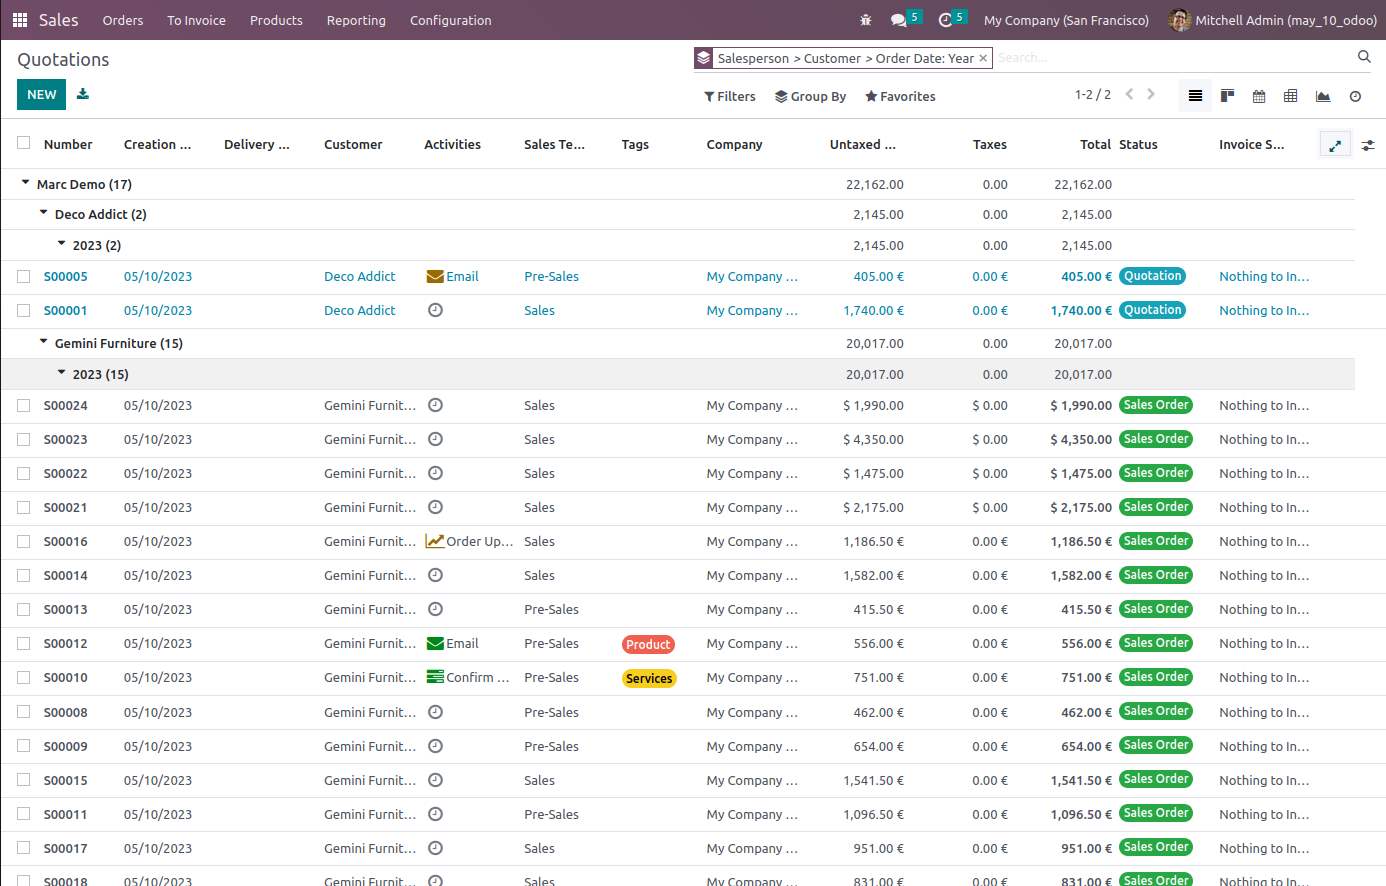 Sales Orders To Invoice Products Reporting Configuration 5 5 My Company (San Francisco) Mitchell Admin (may_10_odoo)
Quotations
Salesperson > Customer > Order Date: Year × Search...
NEW
Filters Group By Favorites 1-2 / 2
Number Creation ... Delivery ... Customer Activities Sales Te... Tags Company Untaxed ... Taxes Total Status Invoice S...
Marc Demo (17) 22,162.00 0.00 22,162.00
Deco Addict (2) 2,145.00 0.00 2,145.00
2023 (2) 2,145.00 0.00 2,145.00
S00005 05/10/2023 Deco Addict Email Pre-Sales My Company ... 405.00 € 0.00 € 405.00 € Quotation Nothing to In...
S00001 05/10/2023 Deco Addict Sales My Company ... 1,740.00 € 0.00 € 1,740.00 € Quotation Nothing to In...
Gemini Furniture (15) 20,017.00 0.00 20,017.00
2023 (15) 20,017.00 0.00 20,017.00
S00024 05/10/2023 Gemini Furnit... Sales My Company ... $ 1,990.00 $ 0.00 $ 1,990.00 Sales Order Nothing to In...
S00023 05/10/2023 Gemini Furnit... Sales My Company ... $ 4,350.00 $ 0.00 $ 4,350.00 Sales Order Nothing to In...
S00022 05/10/2023 Gemini Furnit... Sales My Company ... $ 1,475.00 $ 0.00 $ 1,475.00 Sales Order Nothing to In...
S00021 05/10/2023 Gemini Furnit... Sales My Company ... $ 2,175.00 $ 0.00 $ 2,175.00 Sales Order Nothing to In...
S00016 05/10/2023 Gemini Furnit... Order Up... Sales My Company ... 1,186.50 € 0.00 € 1,186.50 € Sales Order Nothing to In...
S00014 05/10/2023 Gemini Furnit... Sales My Company ... 1,582.00 € 0.00 € 1,582.00 € Sales Order Nothing to In...
S00013 05/10/2023 Gemini Furnit... Pre-Sales My Company ... 415.50 € 0.00 € 415.50 € Sales Order Nothing to In...
S00012 05/10/2023 Gemini Furnit... Email Pre-Sales Product My Company ... 556.00 € 0.00 € 556.00 € Sales Order Nothing to In...
S00010 05/10/2023 Gemini Furnit... Confirm ... Pre-Sales Services My Company ... 751.00 € 0.00 € 751.00 € Sales Order Nothing to In...
S00008 05/10/2023 Gemini Furnit... Pre-Sales My Company ... 462.00 € 0.00 € 462.00 € Sales Order Nothing to In...
S00009 05/10/2023 Gemini Furnit... Pre-Sales My Company ... 654.00 € 0.00 € 654.00 € Sales Order Nothing to In...
S00015 05/10/2023 Gemini Furnit... Sales My Company ... 1,541.50 € 0.00 € 1,541.50 € Sales Order Nothing to In...
S00011 05/10/2023 Gemini Furnit... Pre-Sales My Company ... 1,096.50 € 0.00 € 1,096.50 € Sales Order Nothing to In...
S00017 05/10/2023 Gemini Furnit... Sales My Company ... 951.00 € 0.00 € 951.00 € Sales Order Nothing to In...
S00018 05/10/2023 Gemini Furnit... Sales My Company ... 831.00 € 0.00 € 831.00 € Sales Order Nothing to In...